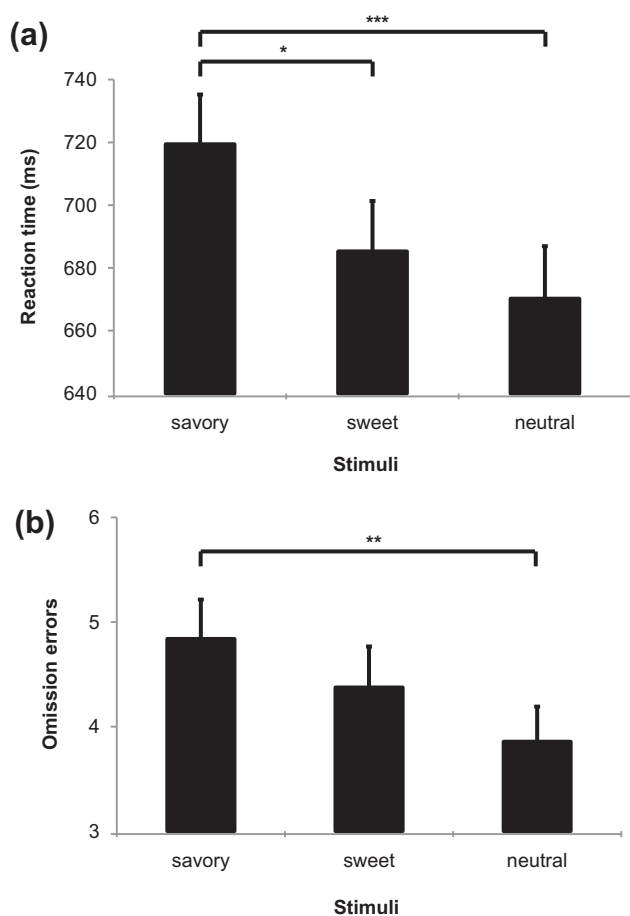 (a)
***
*
740
720
700
680
660
640
Reaction time (ms)
savory sweet neutral
Stimuli
(b)
**
6
5
4
3
Omission errors
savory sweet neutral
Stimuli